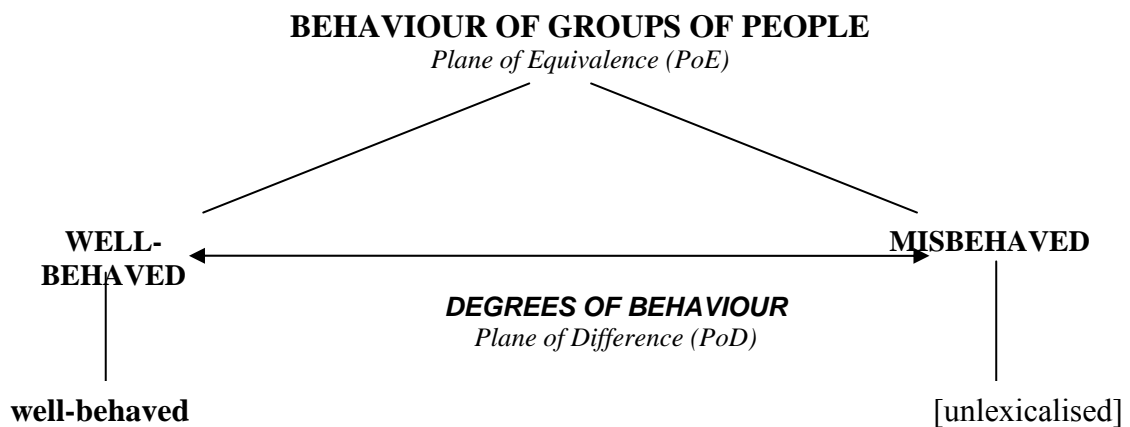 BEHAVIOUR OF GROUPS OF PEOPLE
Plane of Equivalence (PoE)
WELL-
BEHAVED
MISBEHAVED
DEGREES OF BEHAVIOUR
Plane of Difference (PoD)
well-behaved
[unlexicalised]